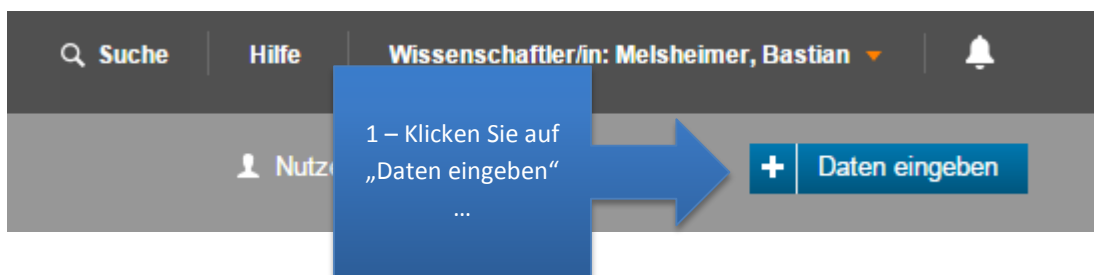 Suche Hilfe Wissenschaftler/in: Melsheimer, Bastian
1 – Klicken Sie auf
„Daten eingeben“
...
Daten eingeben